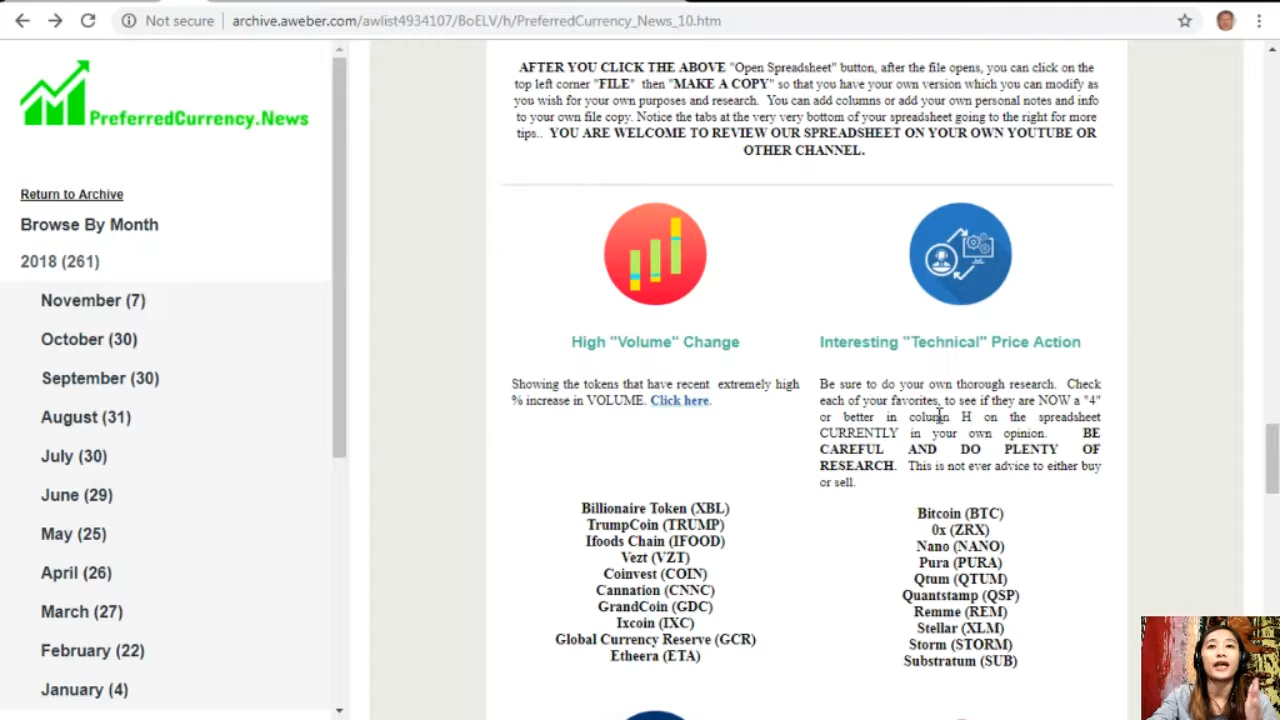 Not secure
archive.aweber.com/awlist4934107/8oELV/h/PreferredCurrency_News_10.htm
PreferredCurrency.News
Return to Archive
Browse By Month
2018 (261)
November (7)
October (30)
September (30)
August (31)
July (30)
June (29)
May (25)
April (26)
March (27)
February (22)
January (4)
AFTER YOU CLICK THE ABOVE "Open Spreadsheet" button, after the file opens, you can click on the
top left corner "FILE" then "MAKE A COPY" so that you have your own version which you can modify as
you wish for your own purposes and research. You can add columns or add your own personal notes and info
to your own file copy. Notice the tabs at the very very bottom of your spreadsheet going to the right for more
tips.. YOU ARE WELCOME TO REVIEW OUR SPREADSHEET ON YOUR OWN YOUTUBE OR
OTHER CHANNEL.
High "Volume" Change
Showing the tokens that have recent extremely high
% increase in VOLUME. Click here.
Billionaire Token (XBL)
TrumpCoin (TRUMP)
Ifoods Chain (IFOOD)
Vezt (VZT)
Coinvest (COIN)
Cannation (CNNC)
GrandCoin (GDC)
Ixcoin (IXC)
Global Currency Reserve (GCR)
Etheera (ETA)
Interesting "Technical" Price Action
Be sure to do your own thorough research. Check
each of your favorites, to see if they are NOW a "4"
or better in column H on the spreadsheet
CURRENTLY in your own opinion. BE
CAREFUL AND DO PLENTY OF
RESEARCH. This is not ever advice to either buy
or sell.
Bitcoin (BTC)
0x (ZRX)
Nano (NANO)
Pura (PURA)
Qtum (QTUM)
Quantstamp (QSP)
Remme (REM)
Stellar (XLM)
Storm (STORM)
Substratum (SUB)